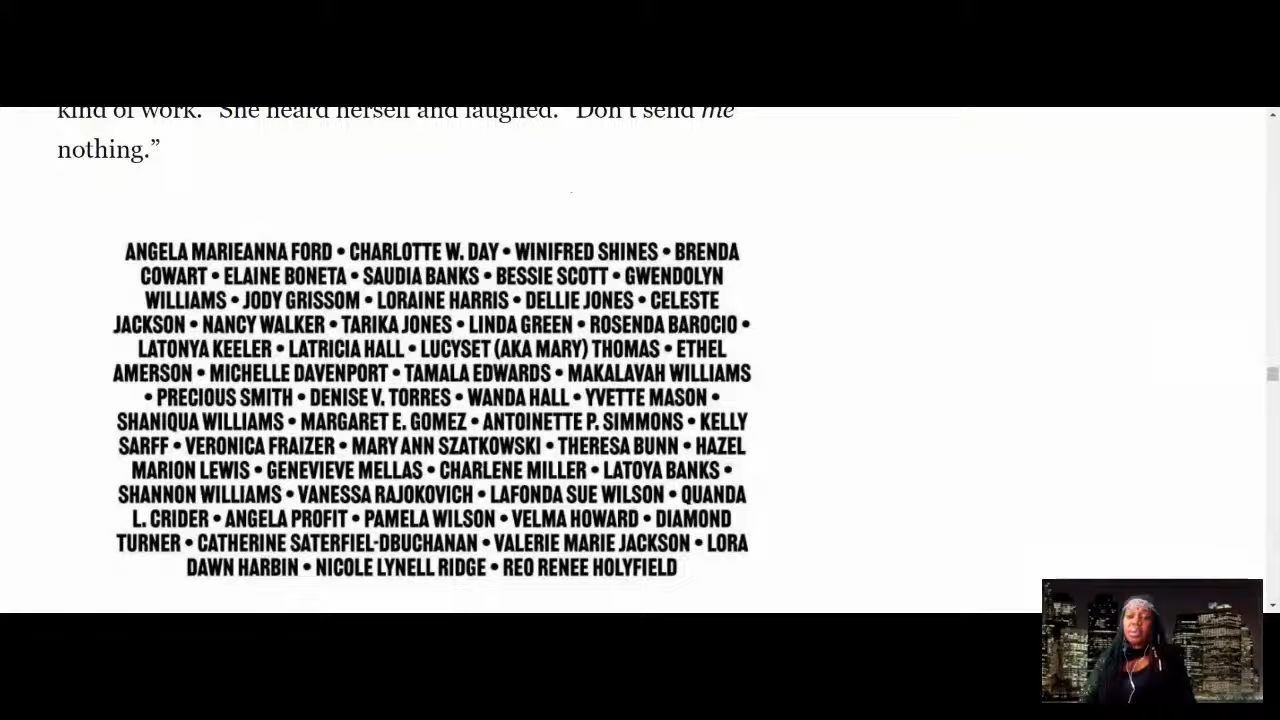 kind of work." She heard herself and laughed. "Don't send me
nothing.”
ANGELA MARIEANNA FORD • CHARLOTTE W. DAY • WINIFRED SHINES • BRENDA
COWART • ELAINE BONETA • SAUDIA BANKS • BESSIE SCOTT • GWENDOLYN
WILLIAMS • JODY GRISSOM • LORAINE HARRIS • DELLIE JONES • CELESTE
JACKSON • NANCY WALKER • TARIKA JONES • LINDA GREEN • ROSENDA BAROCIO •
LATONYA KEELER • LATRICIA HALL • LUCYSET (AKA MARY) THOMAS • ETHEL
AMERSON • MICHELLE DAVENPORT • TAMALA EDWARDS • MAKALAVAH WILLIAMS
• PRECIOUS SMITH • DENISE V. TORRES • WANDA HALL • YVETTE MASON •
SHANIQUA WILLIAMS • MARGARET E. GOMEZ • ANTOINETTE P. SIMMONS • KELLY
SARFF • VERONICA FRAIZER • MARY ANN SZATKOWSKI • THERESA BUNN • HAZEL
MARION LEWIS • GENEVIEVE MELLAS • CHARLENE MILLER • LATOYA BANKS •
SHANNON WILLIAMS • VANESSA RAJOKOVICH • LAFONDA SUE WILSON • QUANDA
L. CRIDER • ANGELA PROFIT • PAMELA WILSON • VELMA HOWARD • DIAMOND
TURNER • CATHERINE SATERFIEL-DBUCHANAN • VALERIE MARIE JACKSON • LORA
DAWN HARBIN • NICOLE LYNELL RIDGE • REO RENEE HOLYFIELD